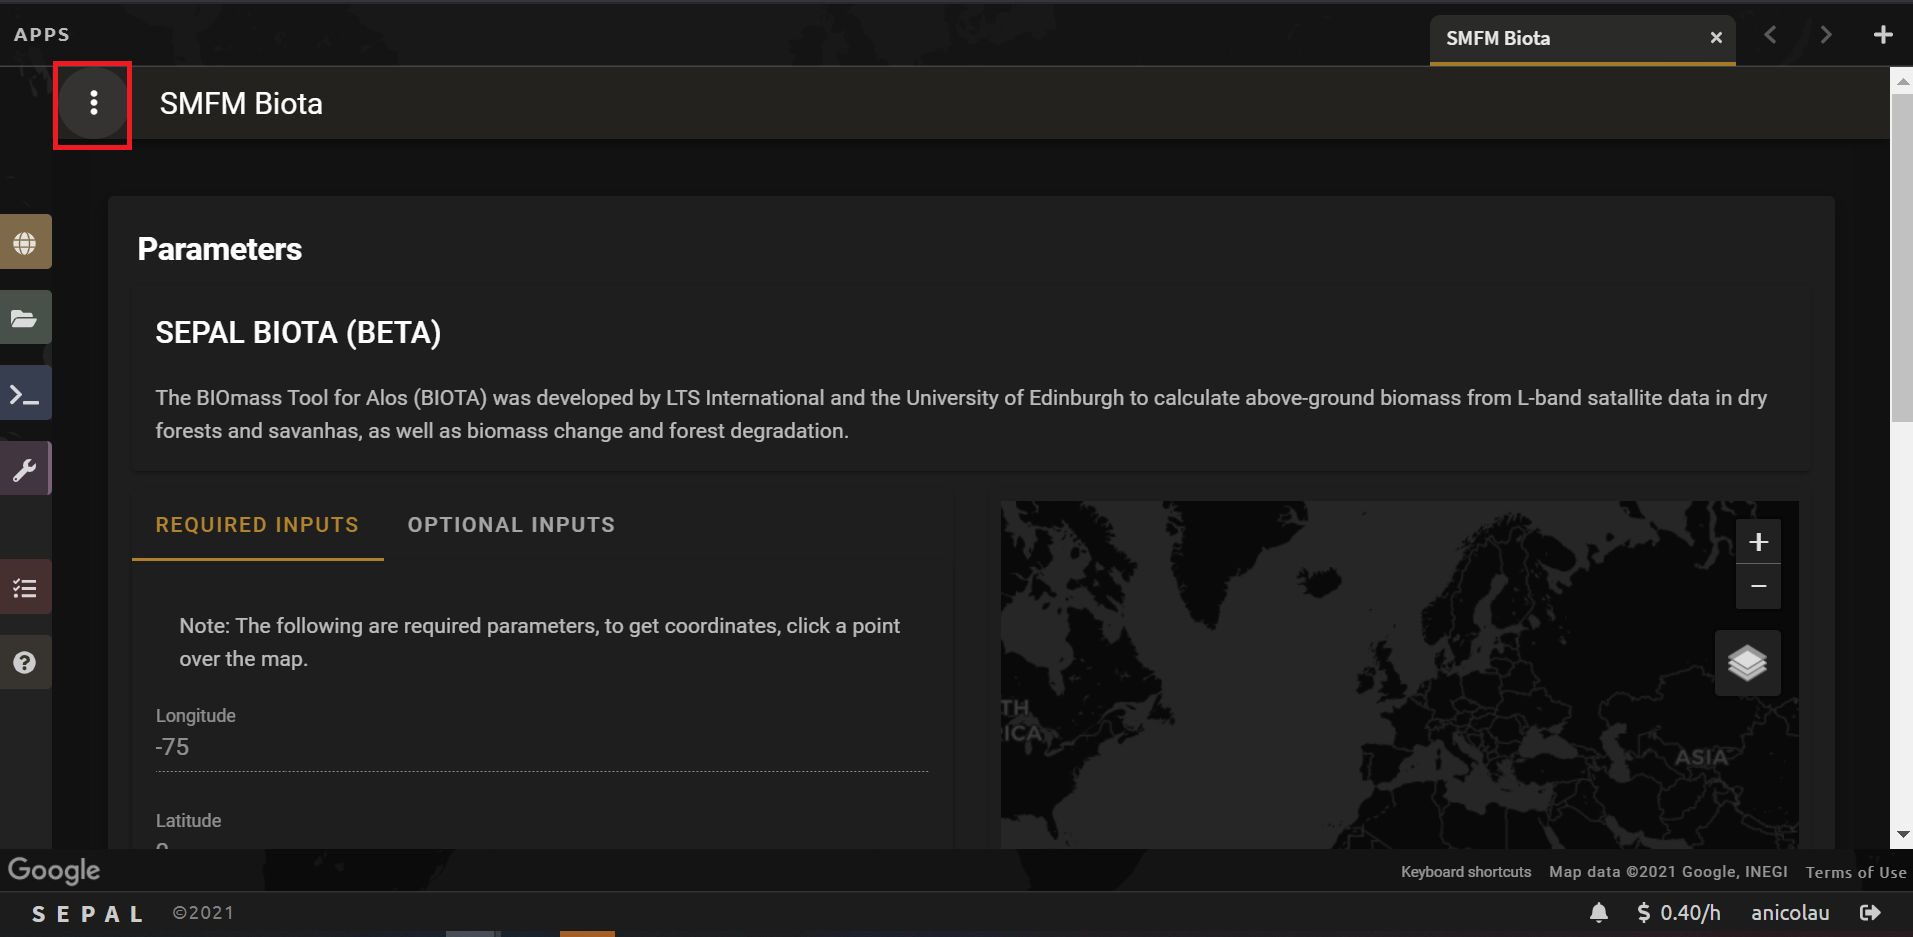 APPS
SMFM Biota
SMFM Biota
Parameters
SEPAL BIOTA (BETA)
The BIOmass Tool for Alos (BIOTA) was developed by LTS International and the University of Edinburgh to calculate above-ground biomass from L-band satallite data in dry
forests and savanhas, as well as biomass change and forest degradation.
REQUIRED INPUTS
OPTIONAL INPUTS
Note: The following are required parameters, to get coordinates, click a point
over the map.
Longitude
-75
Latitude
TH
ICA
ASIA
Google
Keyboard shortcuts
Map data ©2021 Google, INEGI
Terms of Use
SEPAL
©2021
$ 0.40/h
anicolau